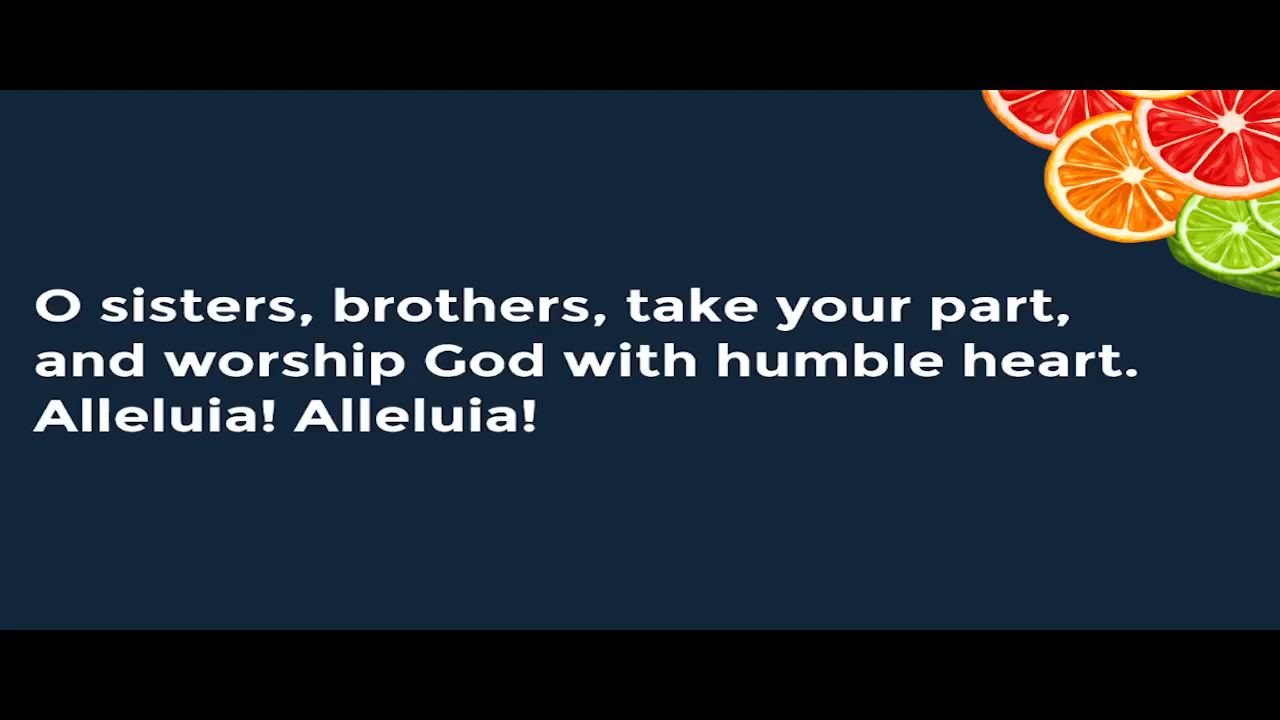 O sisters, brothers, take your part,
and worship God with humble heart.
Alleluia! Alleluia!